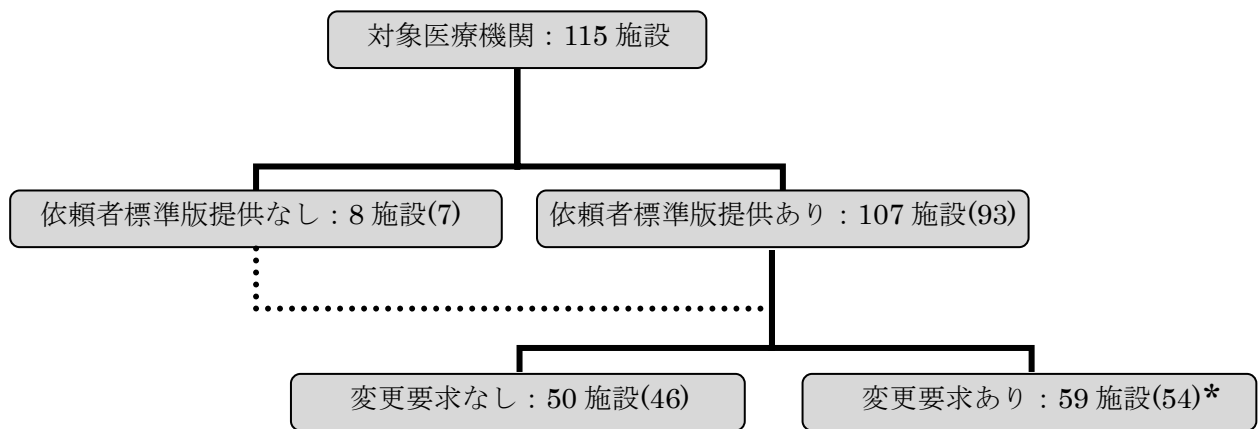 対象医療機関：115 施設
依頼者標準版提供なし：8 施設(7)
依頼者標準版提供あり：107 施設(93)
変更要求なし：50 施設(46)
変更要求あり：59 施設(54)*